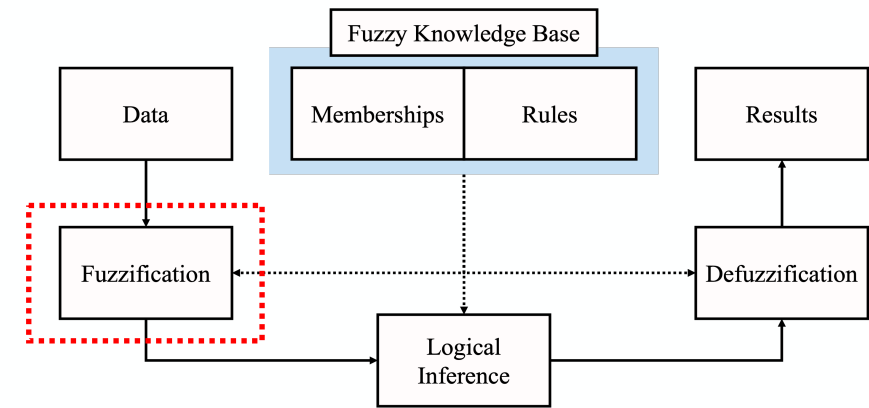 Fuzzy Knowledge Base
Data
Memberships
Rules
Results
Fuzzification
Defuzzification
Logical
Inference